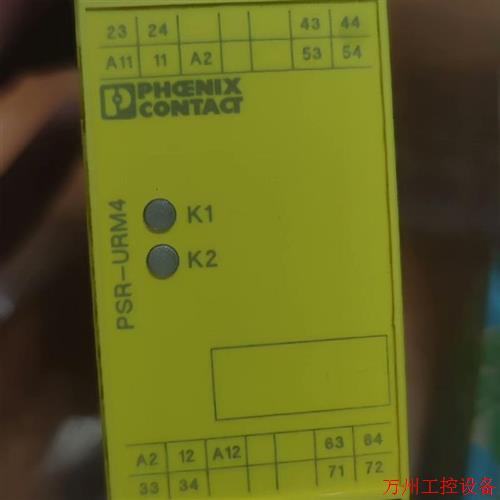 23 24 43 44
A11 11 A2 53 54
PHŒNIX
CONTACT
K1
K2
PSR-URM4
A2 12 A12 63 64
33 34 71 72
万州工控设备